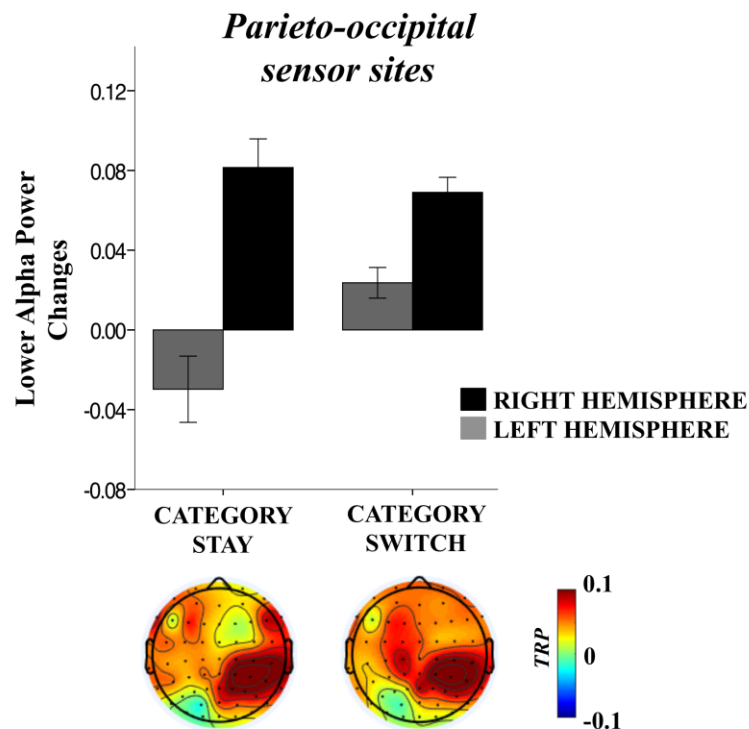 Parieto-occipital
sensor sites
Lower Alpha Power
Changes
0.12
0.08
0.04
0.00
-0.04
-0.08
RIGHT HEMISPHERE
LEFT HEMISPHERE
CATEGORY
STAY
CATEGORY
SWITCH
TRP
0.1
0
-0.1